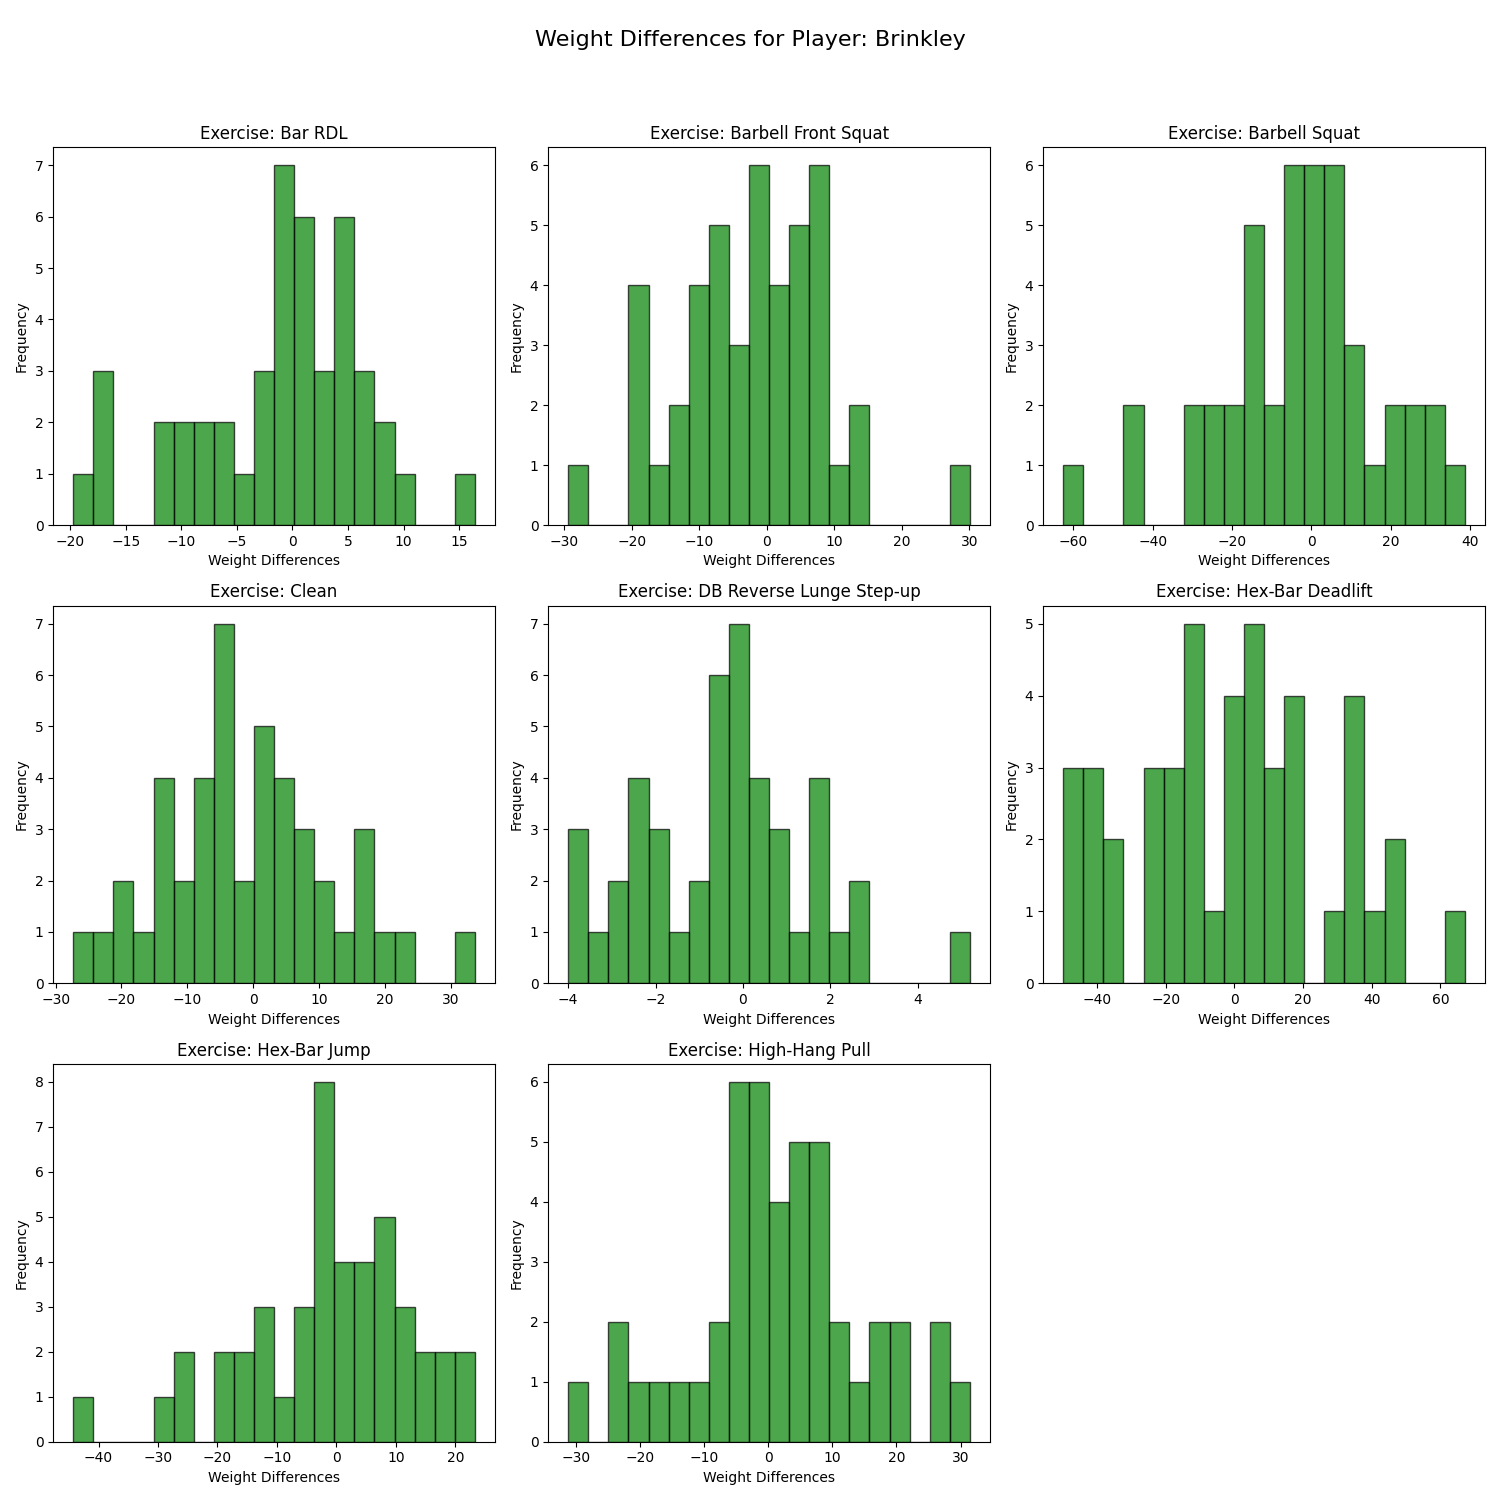 Weight Differences for Player: Brinkley
Exercise: Bar RDL
Frequency
7
6
5
4
3
2
1
0
−20 −15 −10 −5 0 5 10 15
Weight Differences
Exercise: Barbell Front Squat
Frequency
6
5
4
3
2
1
0
−30 −20 −10 0 10 20 30
Weight Differences
Exercise: Barbell Squat
Frequency
6
5
4
3
2
1
0
−60 −40 −20 0 20 40
Weight Differences
Exercise: Clean
Frequency
7
6
5
4
3
2
1
0
−30 −20 −10 0 10 20 30
Weight Differences
Exercise: DB Reverse Lunge Step-up
Frequency
7
6
5
4
3
2
1
0
−4 −2 0 2 4
Weight Differences
Exercise: Hex-Bar Deadlift
Frequency
5
4
3
2
1
0
−40 −20 0 20 40 60
Weight Differences
Exercise: Hex-Bar Jump
Frequency
8
7
6
5
4
3
2
1
0
−40 −30 −20 −10 0 10 20
Weight Differences
Exercise: High-Hang Pull
Frequency
6
5
4
3
2
1
0
−30 −20 −10 0 10 20 30
Weight Differences